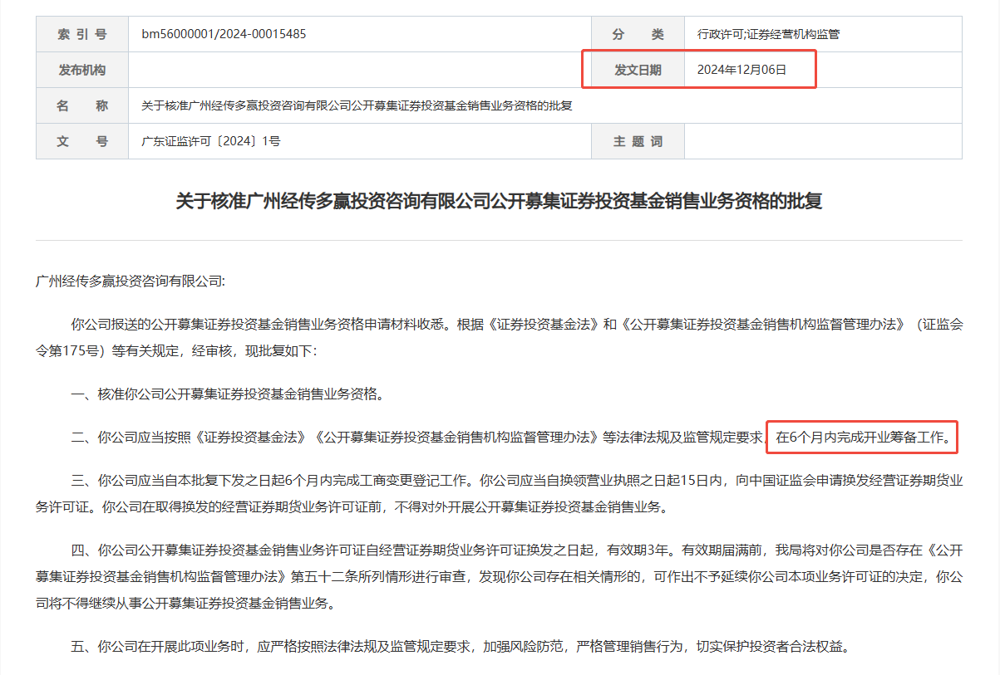 索引号 bm56000001/2024-00015485 分类 行政许可;证券经营机构监管
发布机构 发文日期 2024年12月06日
名称 关于核准广州经传多赢投资咨询有限公司公开募集证券投资基金销售业务资格的批复
文号 广东证监许可〔2024〕1号 主题词
关于核准广州经传多赢投资咨询有限公司公开募集证券投资基金销售业务资格的批复
广州经传多赢投资咨询有限公司:
你公司报送的公开募集证券投资基金销售业务资格申请材料收悉。根据《证券投资基金法》和《公开募集证券投资基金销售机构监督管理办法》（证监会
令第175号）等有关规定，经审核，现批复如下：
一、核准你公司公开募集证券投资基金销售业务资格。
二、你公司应当按照《证券投资基金法》《公开募集证券投资基金销售机构监督管理办法》等法律法规及监管规定要求，在6个月内完成开业筹备工作。
三、你公司应当自本批复下发之日起6个月内完成工商变更登记工作。你公司应当自换领营业执照之日起15日内，向中国证监会申请换发经营证券期货业
务许可证。你公司在取得换发的经营证券期货业务许可证前，不得对外开展公开募集证券投资基金销售业务。
四、你公司公开募集证券投资基金销售业务许可证自经营证券期货业务许可证换发之日起，有效期3年。有效期届满前，我局将对你公司是否存在《公开
募集证券投资基金销售机构监督管理办法》第五十二条所列情形进行审查，发现你公司存在相关情形的，可作出不予延续你公司本项业务许可证的决定，你公
司将不得继续从事公开募集证券投资基金销售业务。
五、你公司在开展此项业务时，应严格按照法律法规及监管规定要求，加强风险防范，严格管理销售行为，切实保护投资者合法权益。